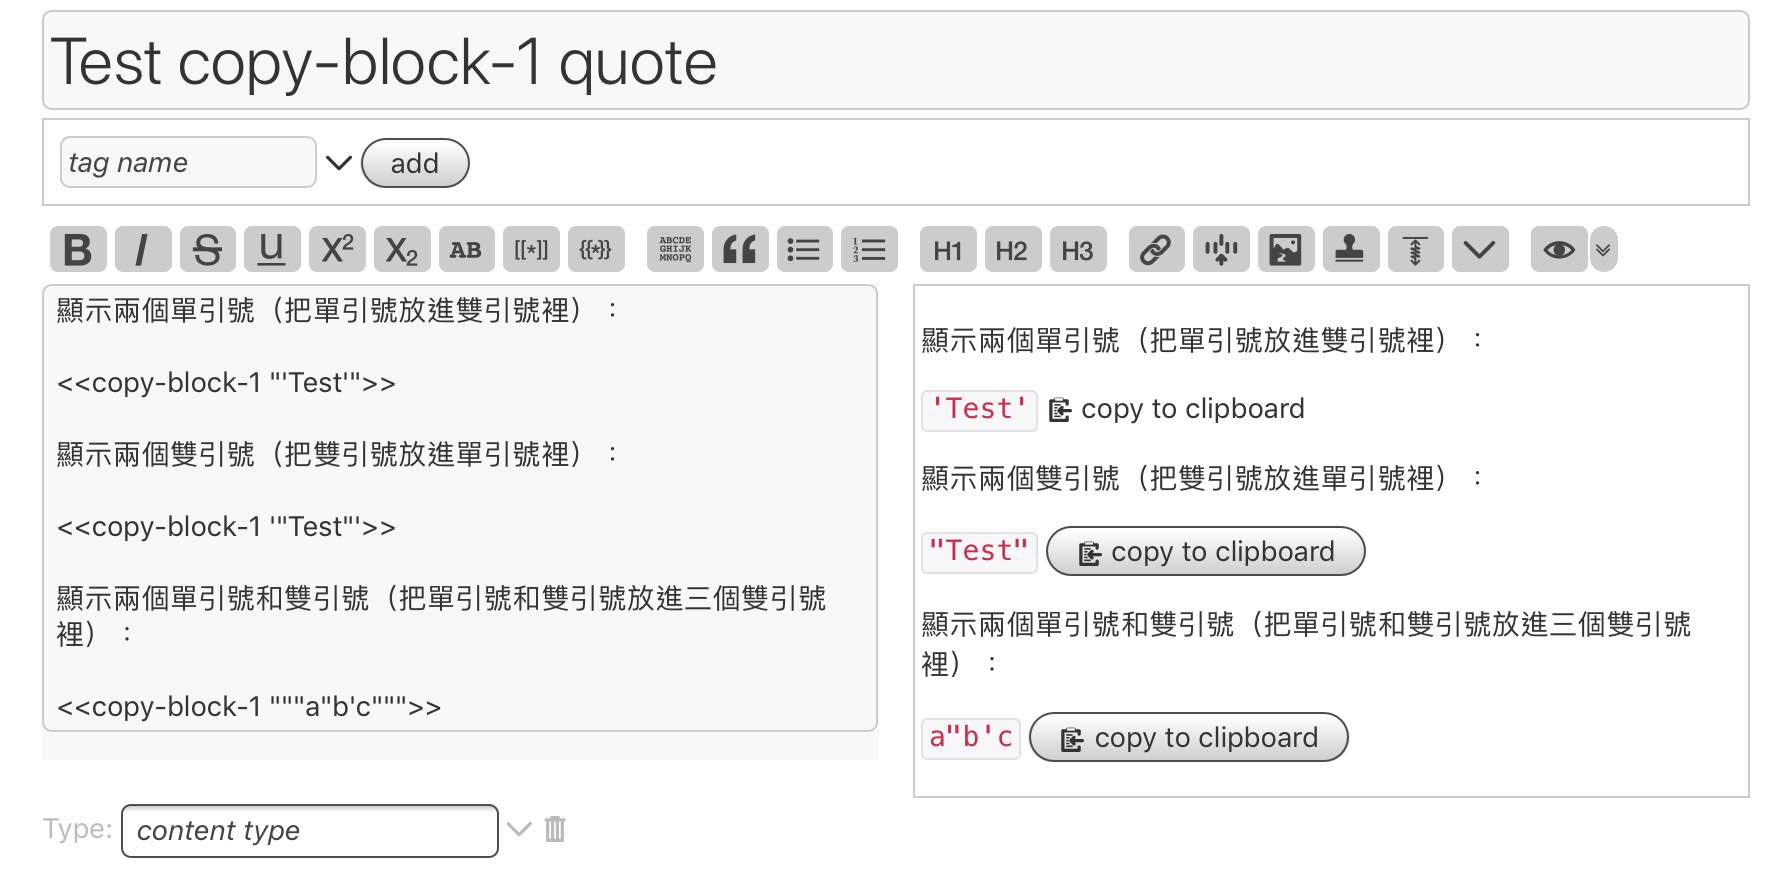 Test copy-block-1 quote
tag name add
B I S U X² X₂ AB [[*]] {{*}} ABCDE GHIJK MNOPQ 1 2 3 H1 H2 H3
顯示兩個單引號（把單引號放進雙引號裡）：
<<copy-block-1 "'Test'">>
顯示兩個雙引號（把雙引號放進單引號裡）：
<<copy-block-1 '"Test"'>>
顯示兩個單引號和雙引號（把單引號和雙引號放進三個雙引號
裡）：
<<copy-block-1 """a"b'c""">>
顯示兩個單引號（把單引號放進雙引號裡）：
'Test' copy to clipboard
顯示兩個雙引號（把雙引號放進單引號裡）：
"Test" copy to clipboard
顯示兩個單引號和雙引號（把單引號和雙引號放進三個雙引號
裡）：
a"b'c copy to clipboard
Type: content type